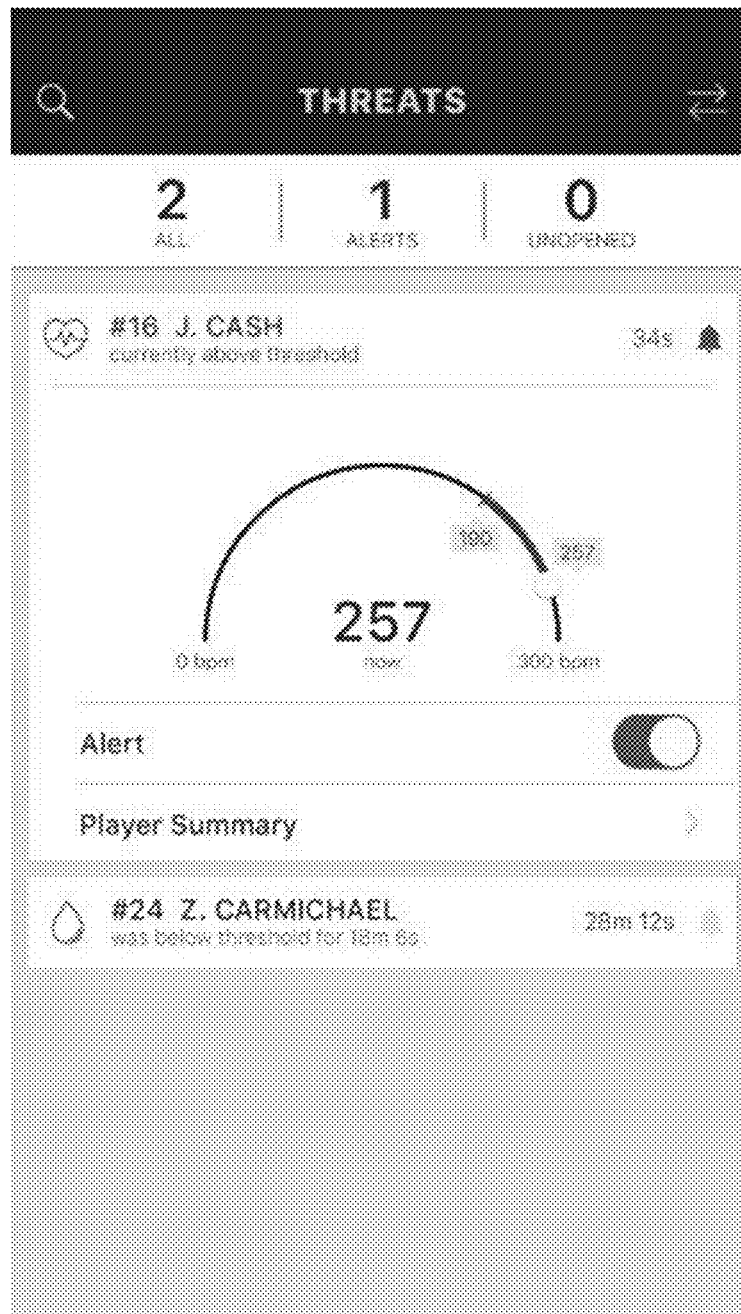 THREATS
2 1 0
ALL ALERTS UNOPENED
#16 J. CASH 34s
currently above threshold
257
257
0 bpm now 300 bpm
Alert
Player Summary
#24 Z. CARMICHAEL 28m 12s
was below threshold for 18m 6s